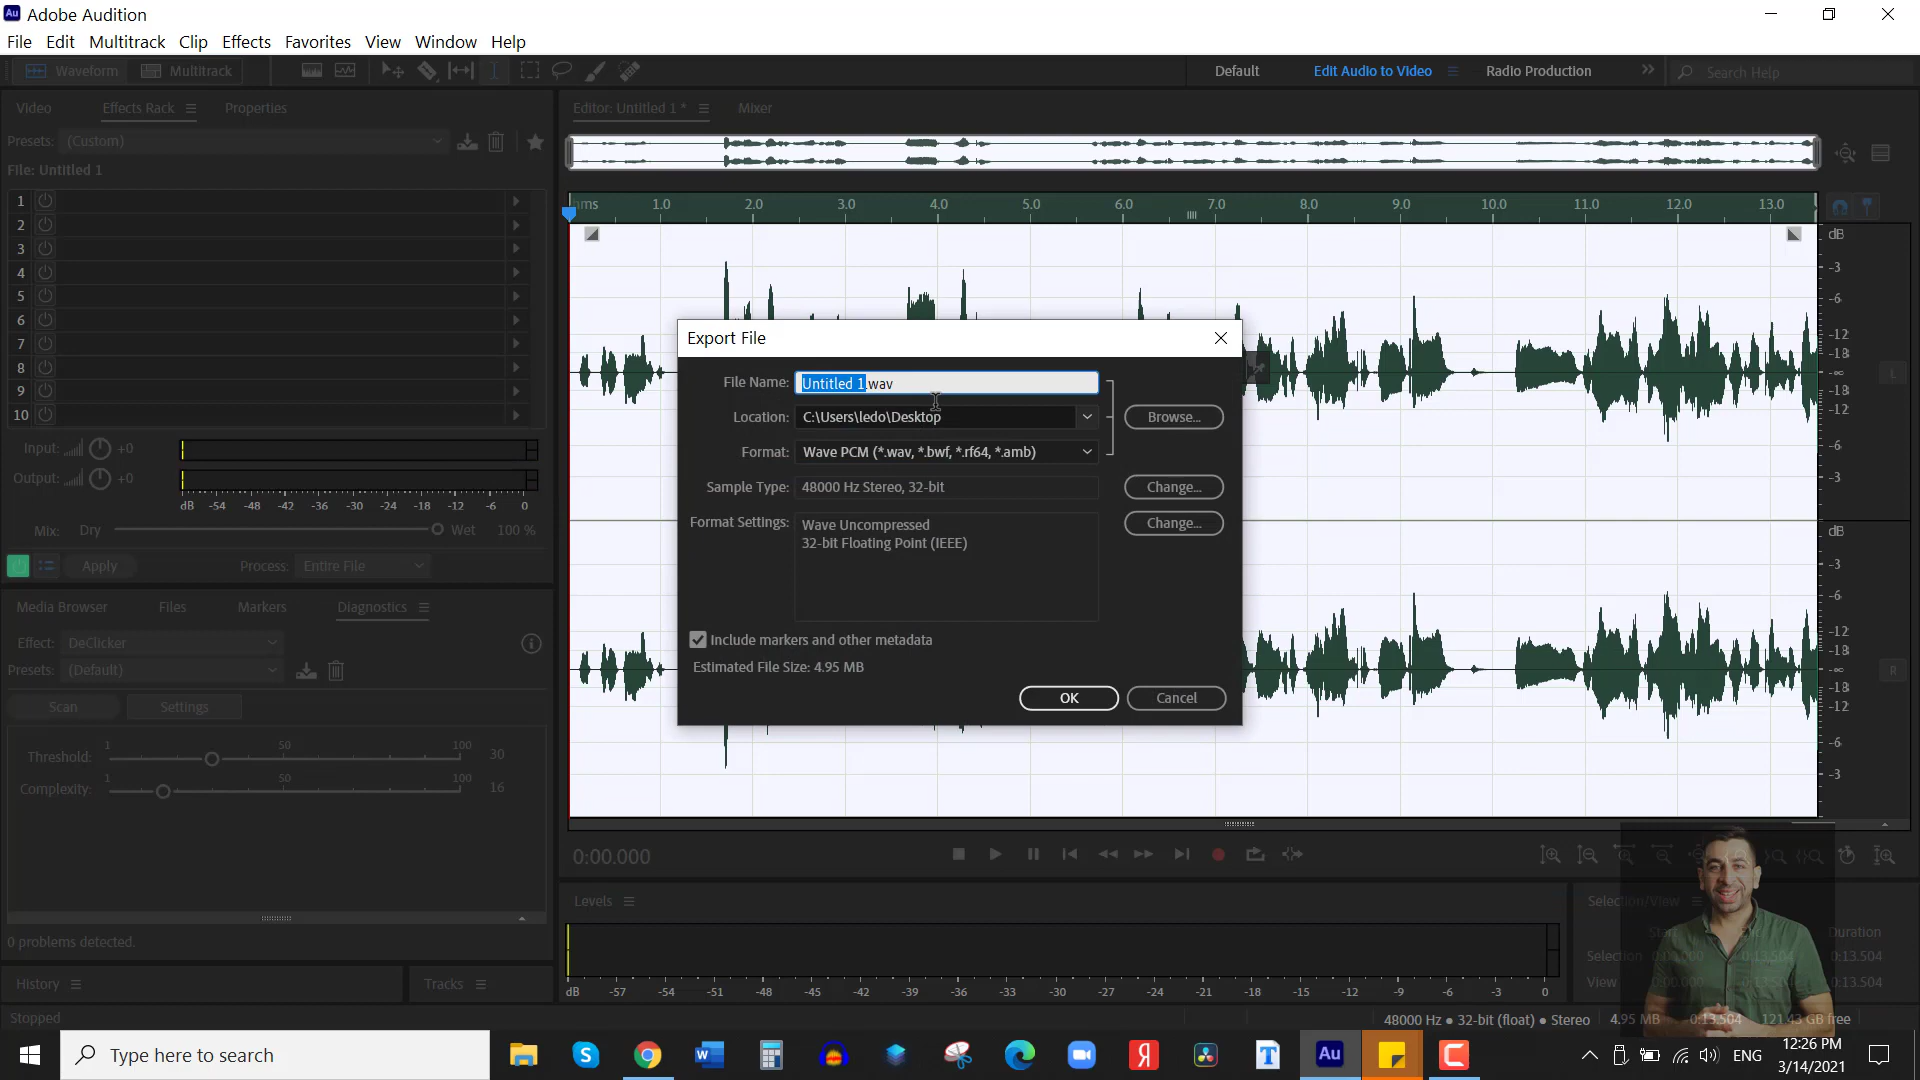 Au Adobe Audition
File Edit Multitrack Clip Effects Favorites View Window Help
Waveform Multitrack Default Edit Audio to Video Radio Production Search Help
Video Effects Rack Properties
Presets: (Custom)
File: Untitled 1
1
2
3
4
5
6
7
8
9
10
Input: +0
Output: +0
dB -54 -48 -42 -36 -30 -24 -18 -12 -6 0
Mix: Dry Wet 100 %
Apply Process: Entire File
Media Browser Files Markers Diagnostics
Effect: DeClicker
Presets: (Default)
Scan Settings
1 50 100
Threshold: 30
1 50 100
Complexity: 16
0 problems detected.
History Tracks
Stopped
Editor: Untitled 1 * Mixer
hms 1.0 2.0 3.0 4.0 5.0 6.0 7.0 8.0 9.0 10.0 11.0 12.0 13.0
dB
-3
-6
-12
-18
-∞
-18
-12
-6
-3
L
dB
-3
-6
-12
-18
-∞
-18
-12
-6
-3
R
Export File
File Name: Untitled 1.wav
Location: C:\Users\ledo\Desktop Browse...
Format: Wave PCM (*.wav, *.bwf, *.rf64, *.amb)
Sample Type: 48000 Hz Stereo, 32-bit Change...
Format Settings: Wave Uncompressed Change...
32-bit Floating Point (IEEE)
Include markers and other metadata
Estimated File Size: 4.95 MB
OK Cancel
0:00.000
Levels
dB -57 -54 -51 -48 -45 -42 -39 -36 -33 -30 -27 -24 -21 -18 -15 -12 -9 -6 -3 0
Selection/View
Duration
Selection 0:13.504
View 0:13.504
48000 Hz ● 32-bit (float) ● Stereo 4.95 MB 0:13.504 121.43 GB free
Type here to search
Au
ENG
12:26 PM
3/14/2021